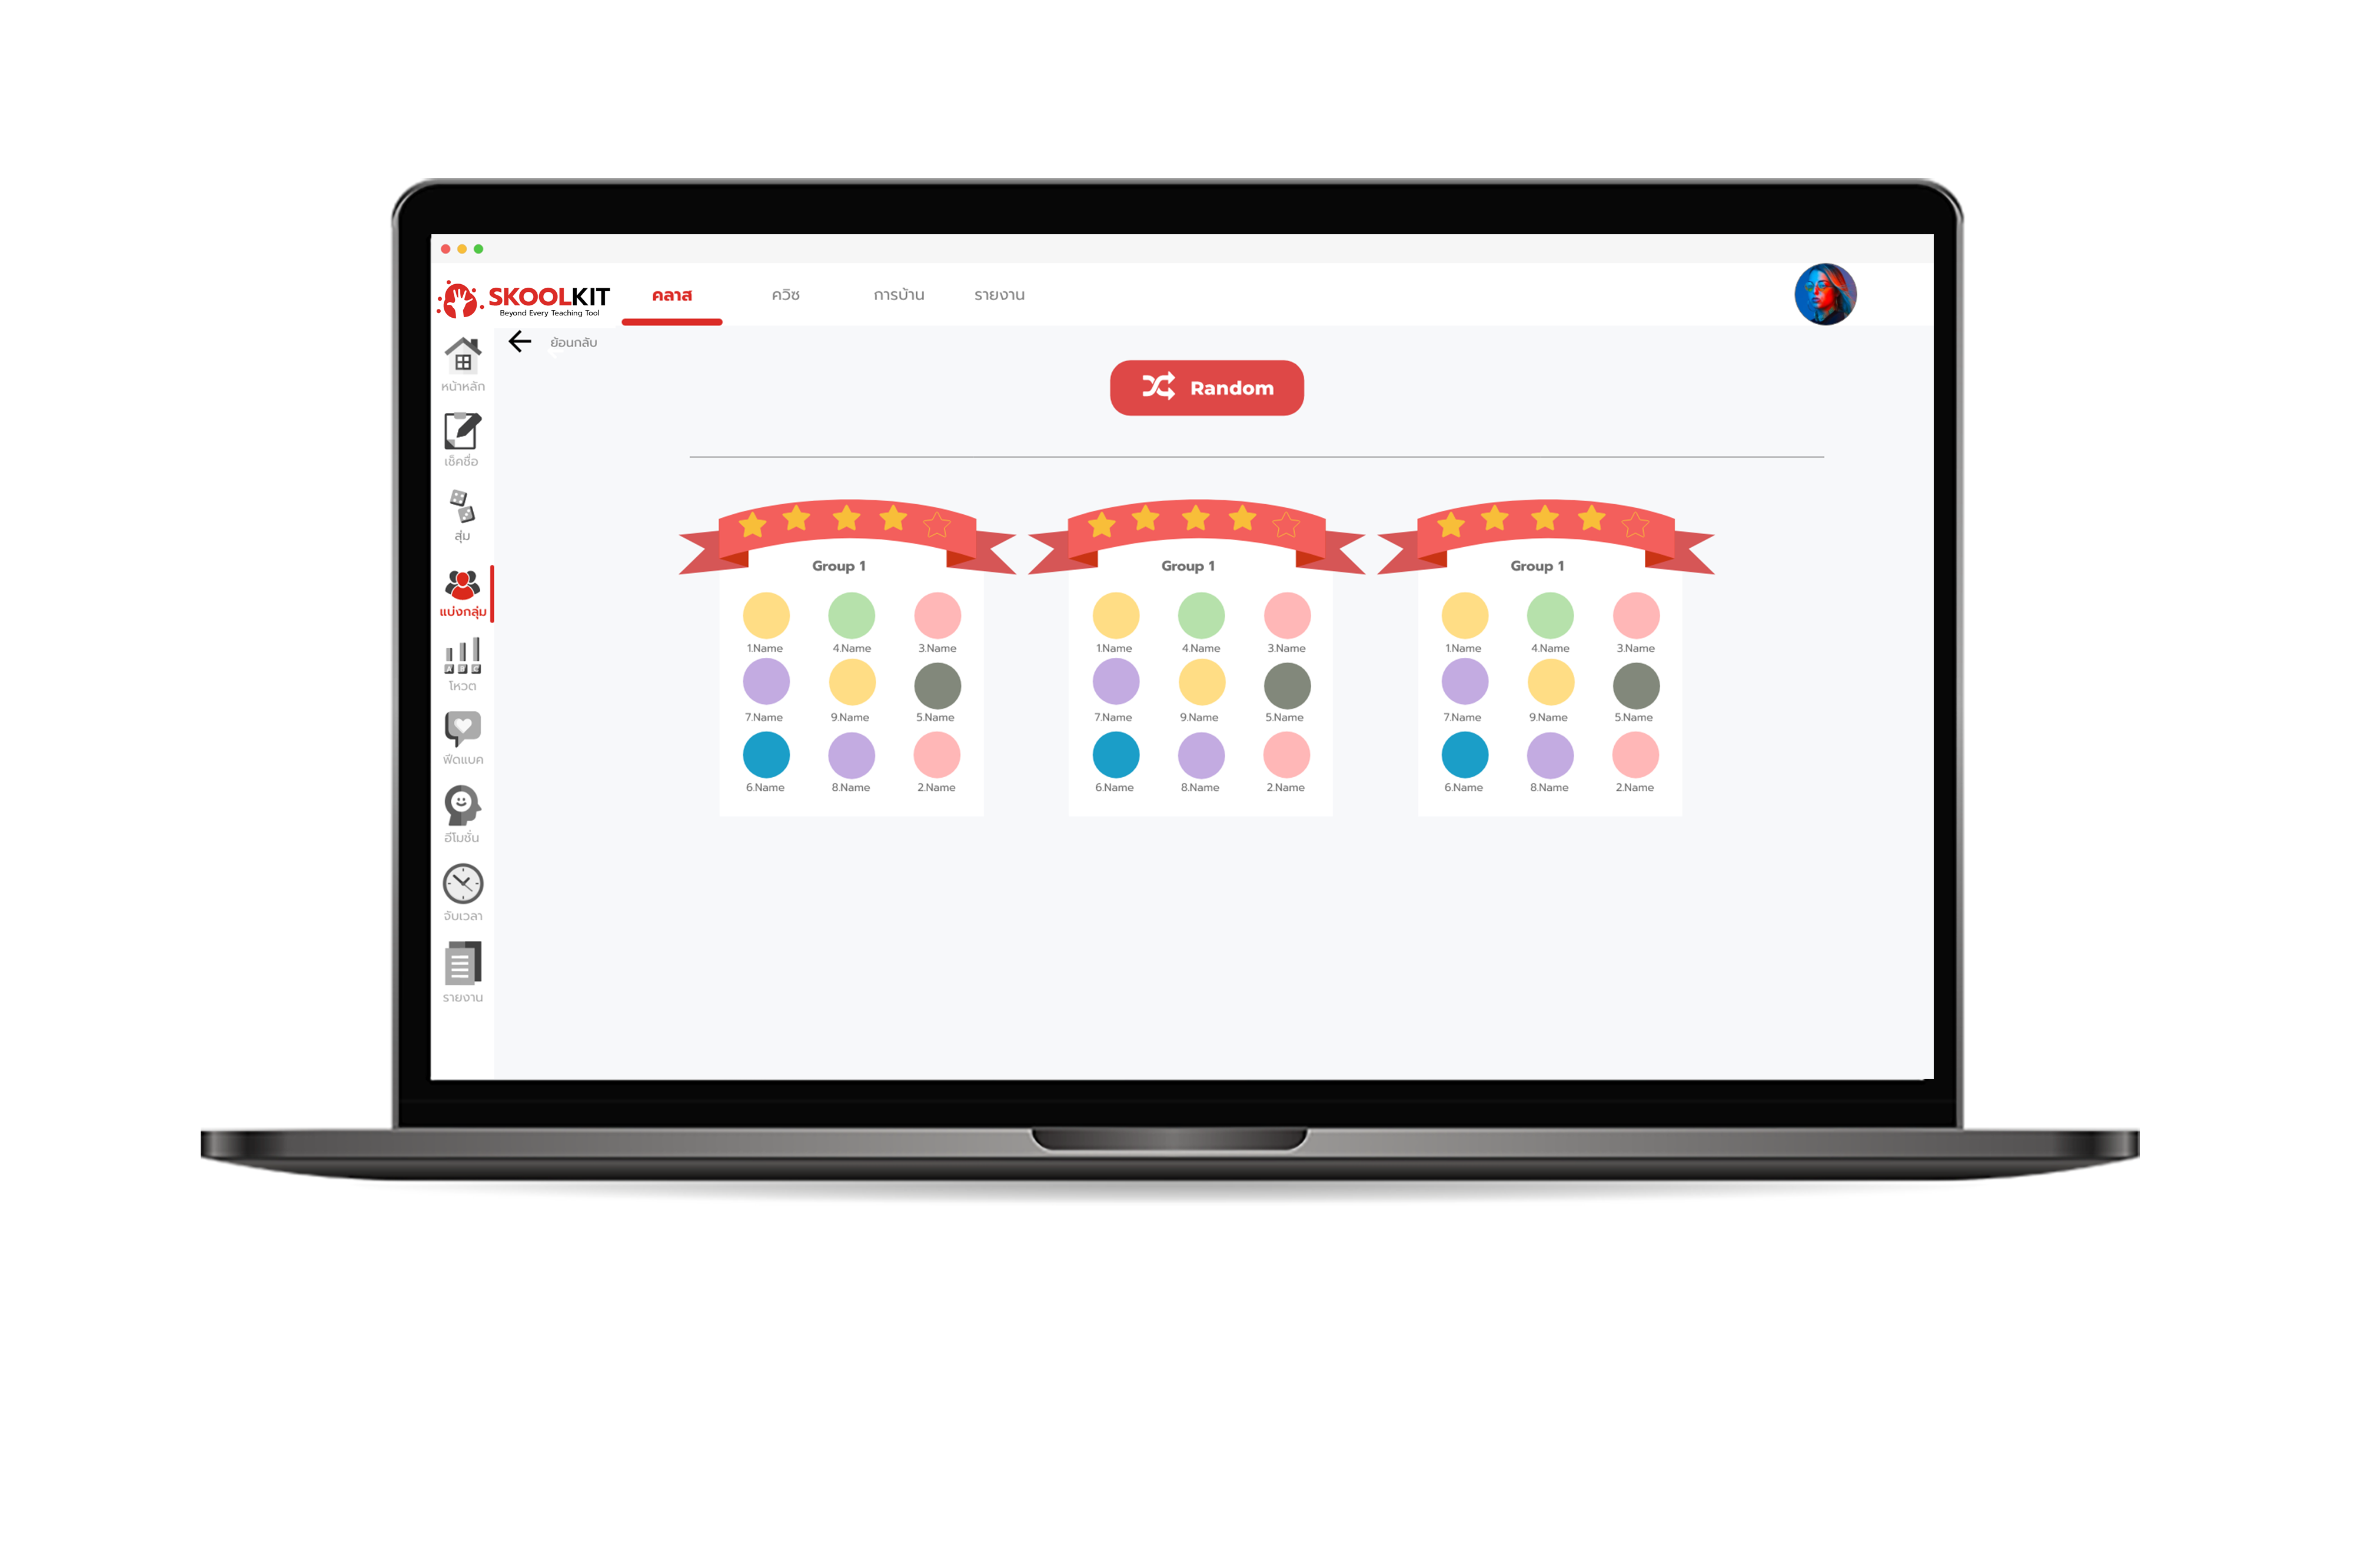 SKOOLKIT
Beyond Every Teaching Tool
คลาส ควิซ การบ้าน รายงาน
ย้อนกลับ
หน้าหลัก
เช็คชื่อ
สุ่ม
แบ่งกลุ่ม
โหวต
ฟีดแบค
อีโมชั่น
จับเวลา
รายงาน
Random
Group 1
1.Name 4.Name 3.Name
7.Name 9.Name 5.Name
6.Name 8.Name 2.Name
Group 1
1.Name 4.Name 3.Name
7.Name 9.Name 5.Name
6.Name 8.Name 2.Name
Group 1
1.Name 4.Name 3.Name
7.Name 9.Name 5.Name
6.Name 8.Name 2.Name